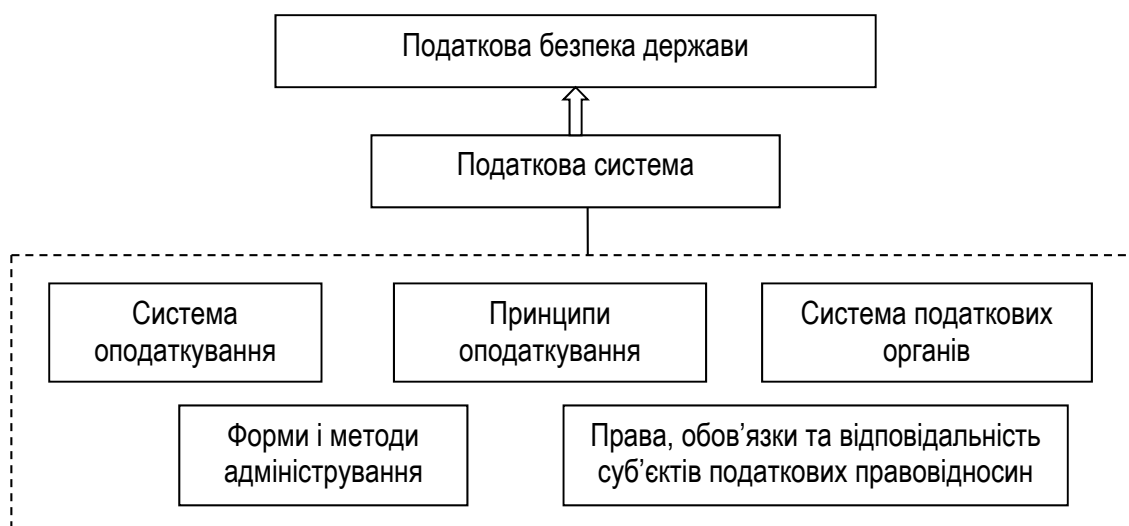 Податкова безпека держави
Податкова система
Система
оподаткування
Принципи
оподаткування
Система податкових
органів
Форми і методи
адміністрування
Права, обов’язки та відповідальність
суб’єктів податкових правовідносин